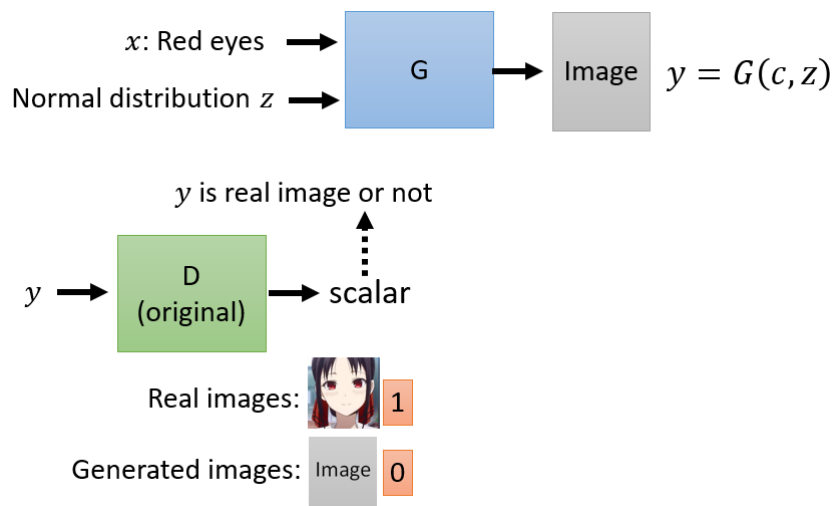 x: Red eyes
Normal distribution z
G
Image
y = G(c, z)
y is real image or not
y
D
(original)
scalar
Real images:
1
Generated images:
Image
0